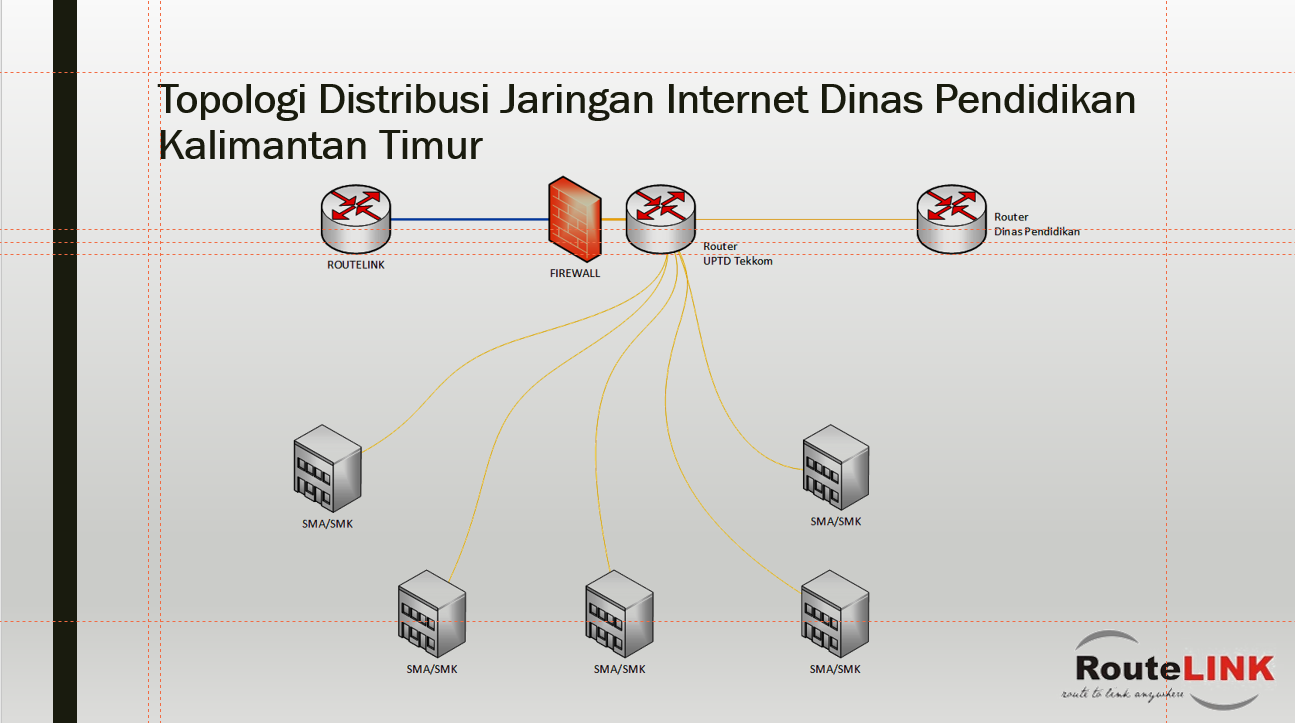 Topologi Distribusi Jaringan Internet Dinas Pendidikan
Kalimantan Timur
ROUTELINK
FIREWALL
Router
UPTD Tekkom
Router
Dinas Pendidikan
SMA/SMK
SMA/SMK
SMA/SMK
SMA/SMK
SMA/SMK
RouteLINK
route to link anywhere